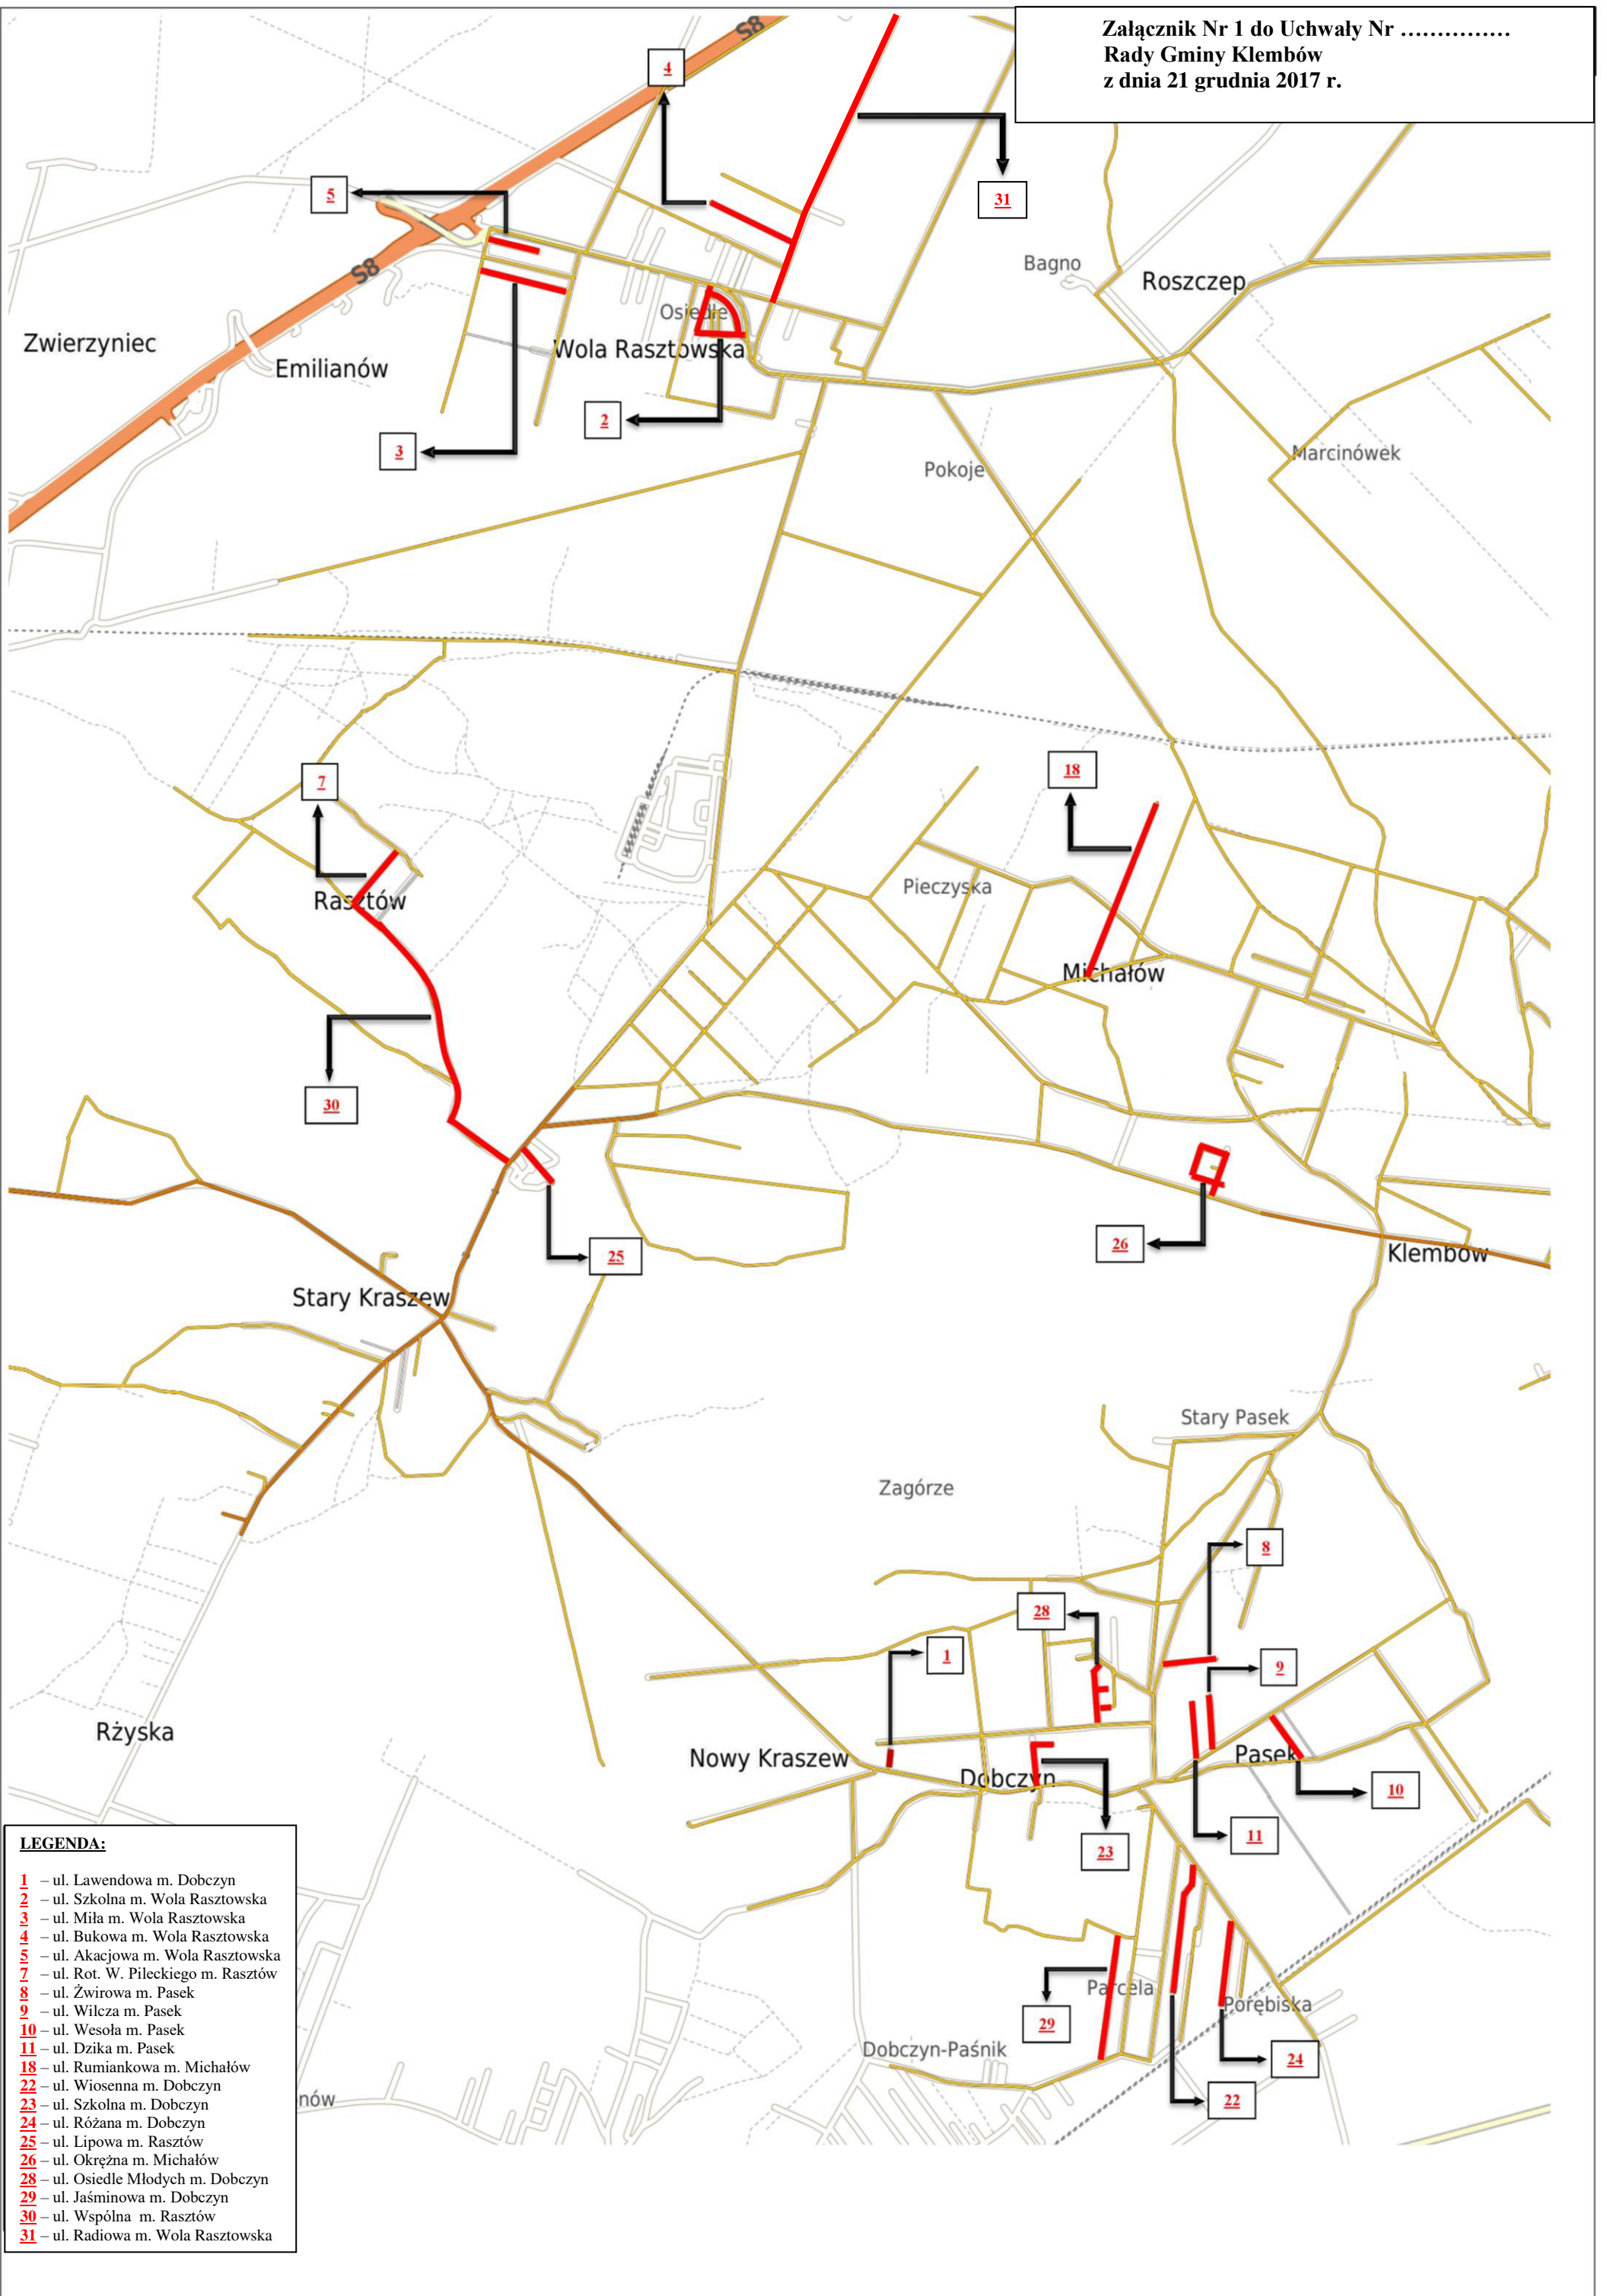 Załącznik Nr 1 do Uchwały Nr ……………
Rady Gminy Klembów
z dnia 21 grudnia 2017 r.
S8
4
5
31
S8
Bagno
Roszczep
Osiedle
Zwierzyniec
Wola Rasztowska
Emilianów
2
3
Marcinówek
Pokoje
18
7
Pieczyska
Rasztów
Michałów
30
26
25
Klembów
Stary Kraszew
Stary Pasek
Zagórze
8
28
1
9
Rżyska
Nowy Kraszew
Pasek
Dobczyn
10
11
23
Parcela
Porębiska
29
Dobczyn-Paśnik
24
22
nów
LEGENDA:
1 – ul. Lawendowa m. Dobczyn
2 – ul. Szkolna m. Wola Rasztowska
3 – ul. Miła m. Wola Rasztowska
4 – ul. Bukowa m. Wola Rasztowska
5 – ul. Akacjowa m. Wola Rasztowska
7 – ul. Rot. W. Pileckiego m. Rasztów
8 – ul. Żwirowa m. Pasek
9 – ul. Wilcza m. Pasek
10 – ul. Wesoła m. Pasek
11 – ul. Dzika m. Pasek
18 – ul. Rumiankowa m. Michałów
22 – ul. Wiosenna m. Dobczyn
23 – ul. Szkolna m. Dobczyn
24 – ul. Różana m. Dobczyn
25 – ul. Lipowa m. Rasztów
26 – ul. Okrężna m. Michałów
28 – ul. Osiedle Młodych m. Dobczyn
29 – ul. Jaśminowa m. Dobczyn
30 – ul. Wspólna m. Rasztów
31 – ul. Radiowa m. Wola Rasztowska